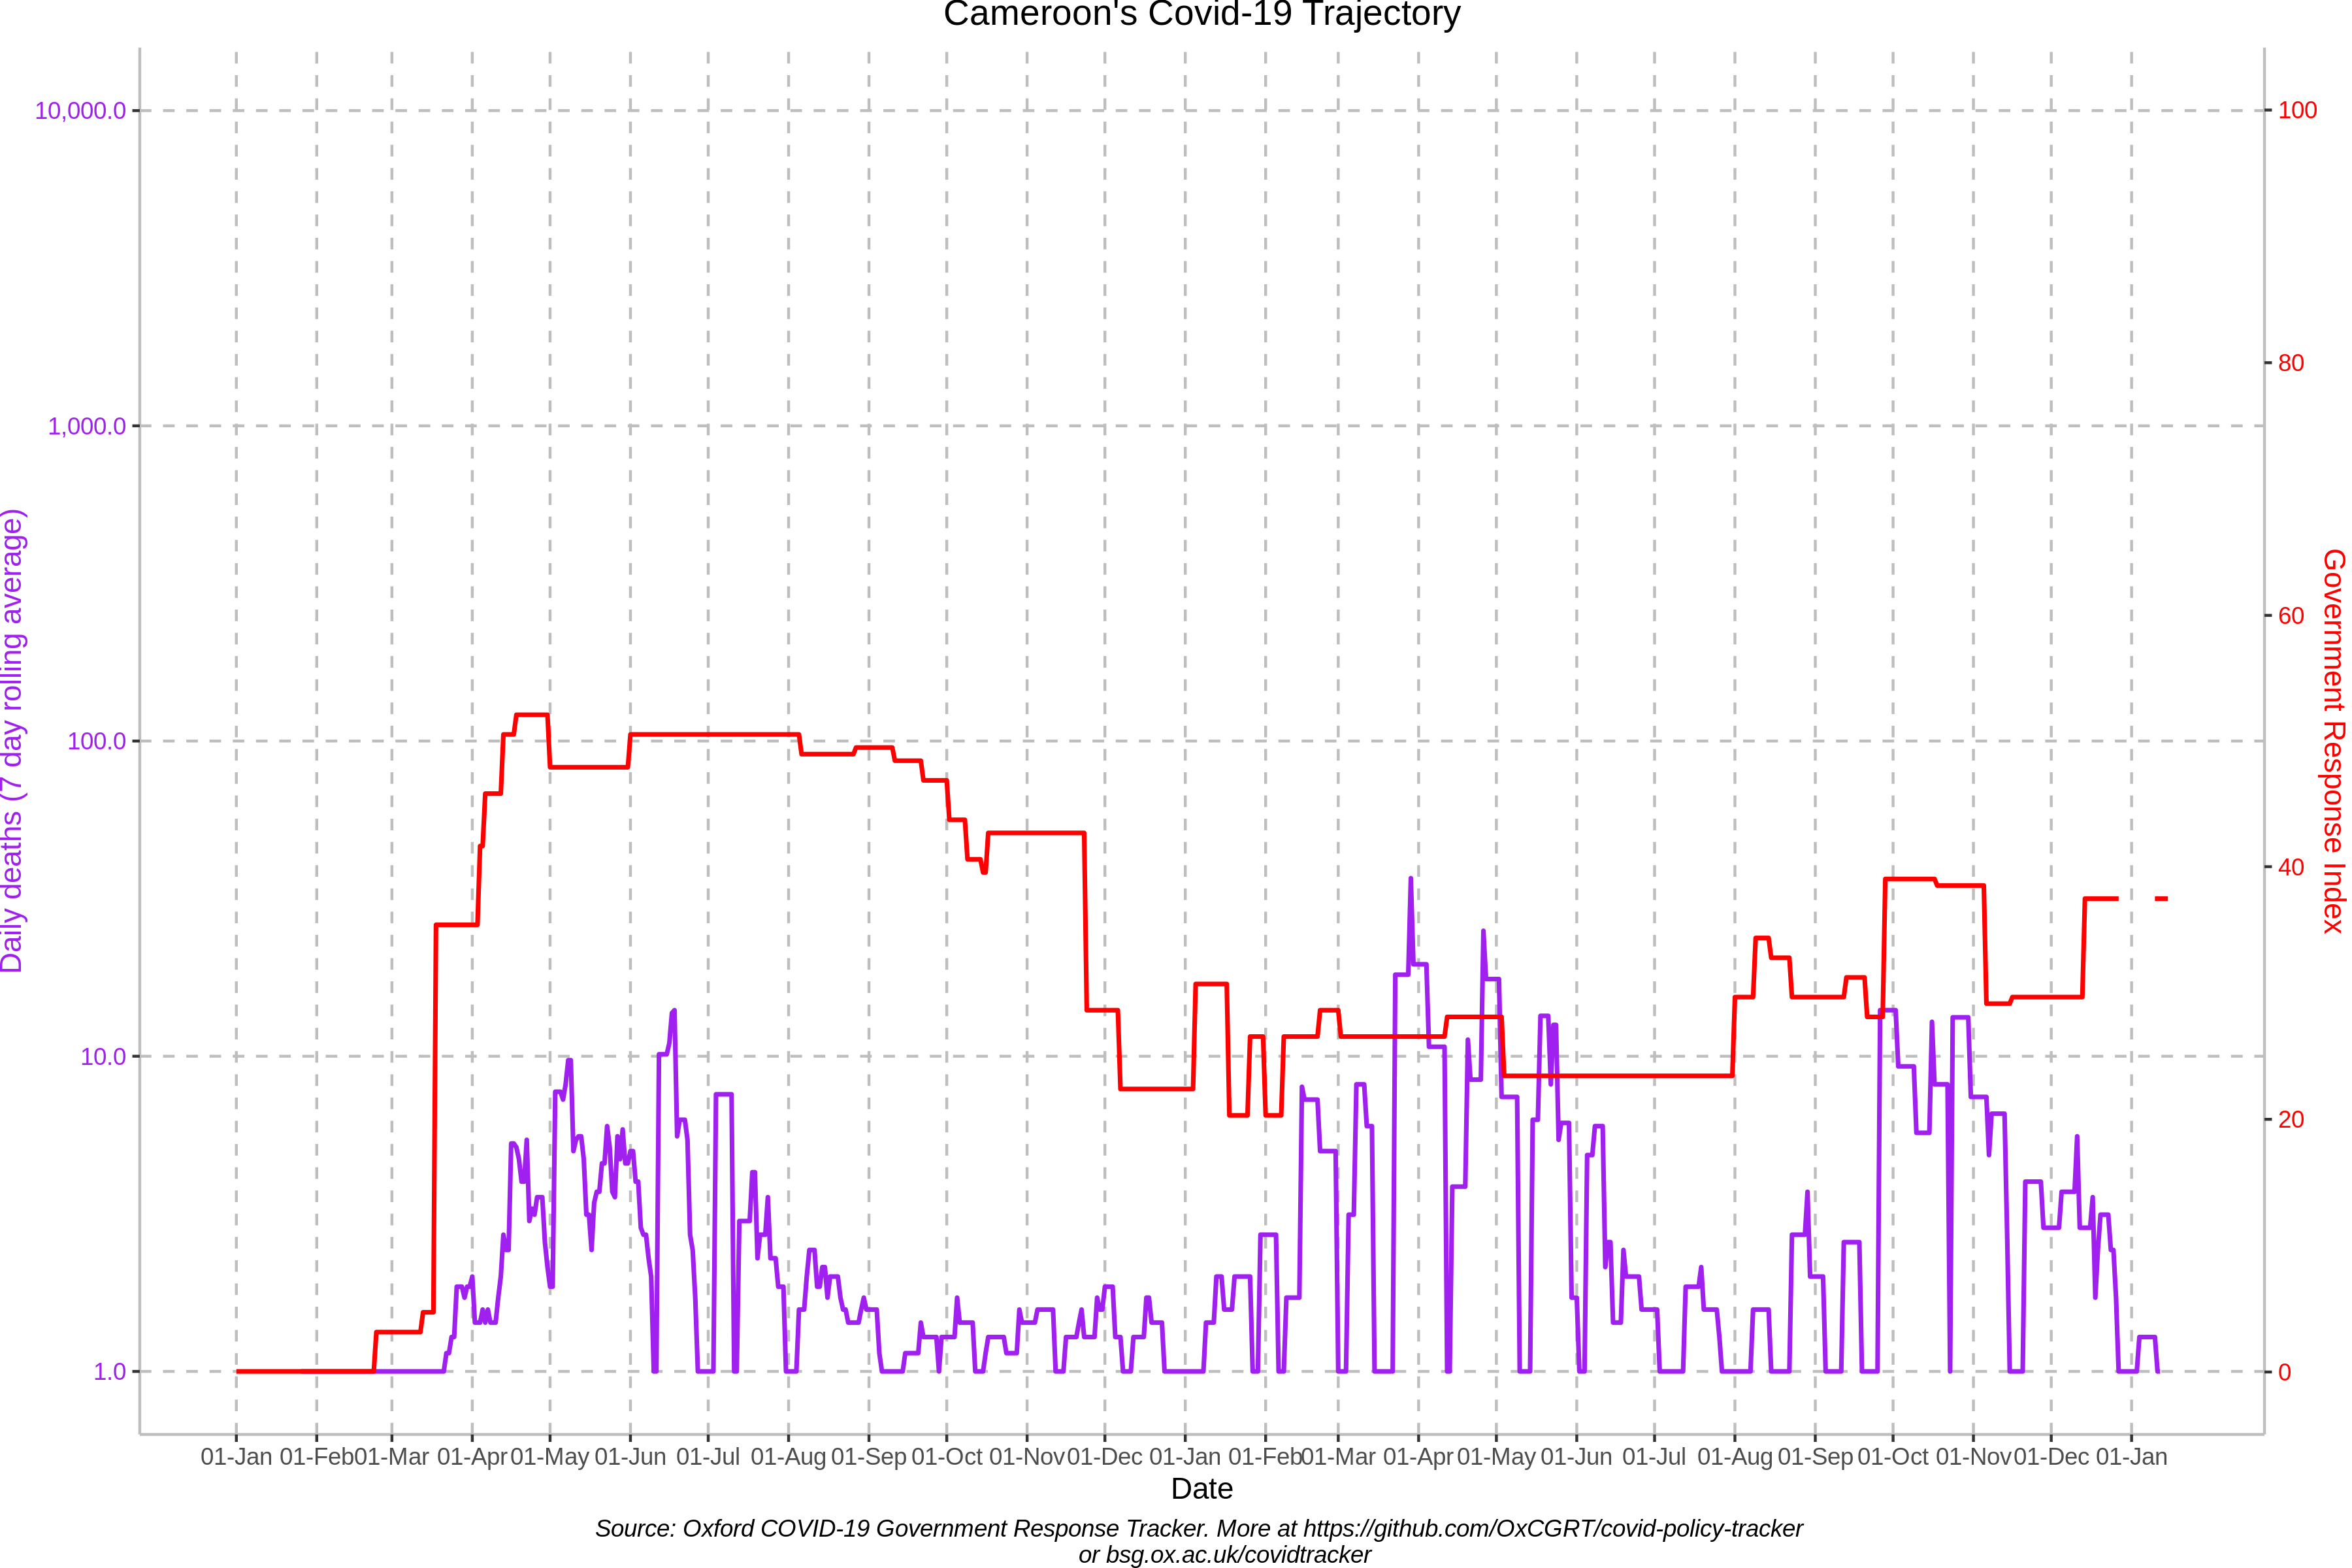 Cameroon's Covid-19 Trajectory
10,000.0
1,000.0
100.0
10.0
1.0
Daily deaths (7 day rolling average)
100
80
60
40
20
0
Government Response Index
01-Jan 01-Feb 01-Mar 01-Apr 01-May 01-Jun 01-Jul 01-Aug 01-Sep 01-Oct 01-Nov 01-Dec 01-Jan 01-Feb 01-Mar 01-Apr 01-May 01-Jun 01-Jul 01-Aug 01-Sep 01-Oct 01-Nov 01-Dec 01-Jan
Date
Source: Oxford COVID-19 Government Response Tracker. More at https://github.com/OxCGRT/covid-policy-tracker
or bsg.ox.ac.uk/covidtracker